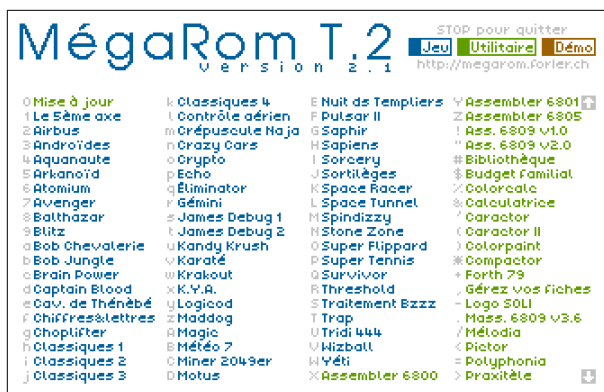 MégaRom T.2
version 2.1
STOP pour quitter
Jeu Utilitaire Démo
http://megarom.forler.ch
0 Mise à jour
1 Le 5ème axe
2 Airbus
3 Androïdes
4 Aquanaute
5 Arkanoïd
6 Atomium
7 Avenger
8 Balthazar
9 Blitz
a Bob Chevalerie
b Bob Jungle
c Brain Power
d Captain Blood
e Cav. de Thénèbé
f Chiffres&lettres
g Choplifter
h Classiques 1
i Classiques 2
j Classiques 3
k Classiques 4
l Contrôle aérien
m Crépuscule Naja
n Crazy Cars
o Crypto
p Echo
q Éliminator
r Gémini
s James Debug 1
t James Debug 2
u Kandy Krush
v Karaté
w Krakout
x K.Y.A.
y Logicod
z Maddog
A Magic
B Météo 7
C Miner 2049er
D Motus
E Nuit ds Templiers
F Pulsar II
G Saphir
H Sapiens
I Sorcery
J Sortilèges
K Space Racer
L Space Tunnel
M Spindizzy
N Stone Zone
O Super Flippard
P Super Tennis
Q Survivor
R Threshold
S Traitement Bzzz
T Trap
U Tridi 444
V Wizball
W Yéti
X Assembler 6800
Y Assembler 6801
Z Assembler 6805
! Ass. 6809 v1.0
" Ass. 6809 v2.0
# Bibliothèque
$ Budget familial
% Colorcalc
& Calculatrice
' Caractor
( Caractor II
) Colorpaint
* Compactor
+ Forth 79
, Gérez vos fiches
- Logo SOLI
. Mass. 6809 v3.6
/ Mélodia
< Pictor
= Polyphonia
> Praxitèle